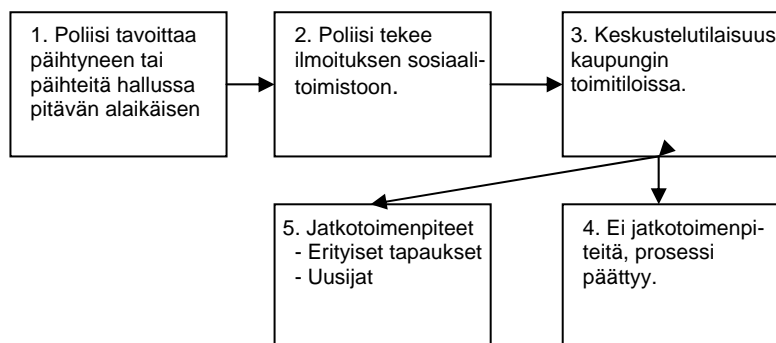 1. Poliisi tavoittaa
päihtyneen tai
päihteitä hallussa
pitävän alaikäisen
2. Poliisi tekee
ilmoituksen sosiaali-
toimistoon.
3. Keskustelutilaisuus
kaupungin
toimitiloissa.
5. Jatkotoimenpiteet
- Erityiset tapaukset
- Uusijat
4. Ei jatkotoimenpi-
teitä, prosessi
päättyy.